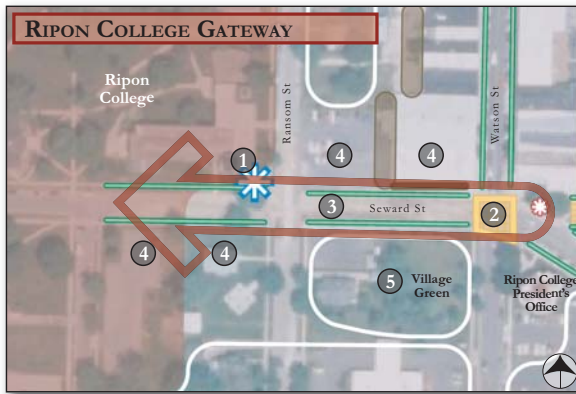 RIPON COLLEGE GATEWAY
Ripon
College
Ransom St
Watson St
1
4
4
3
Seward St
2
4
4
5
Village
Green
Ripon College
President's
Office